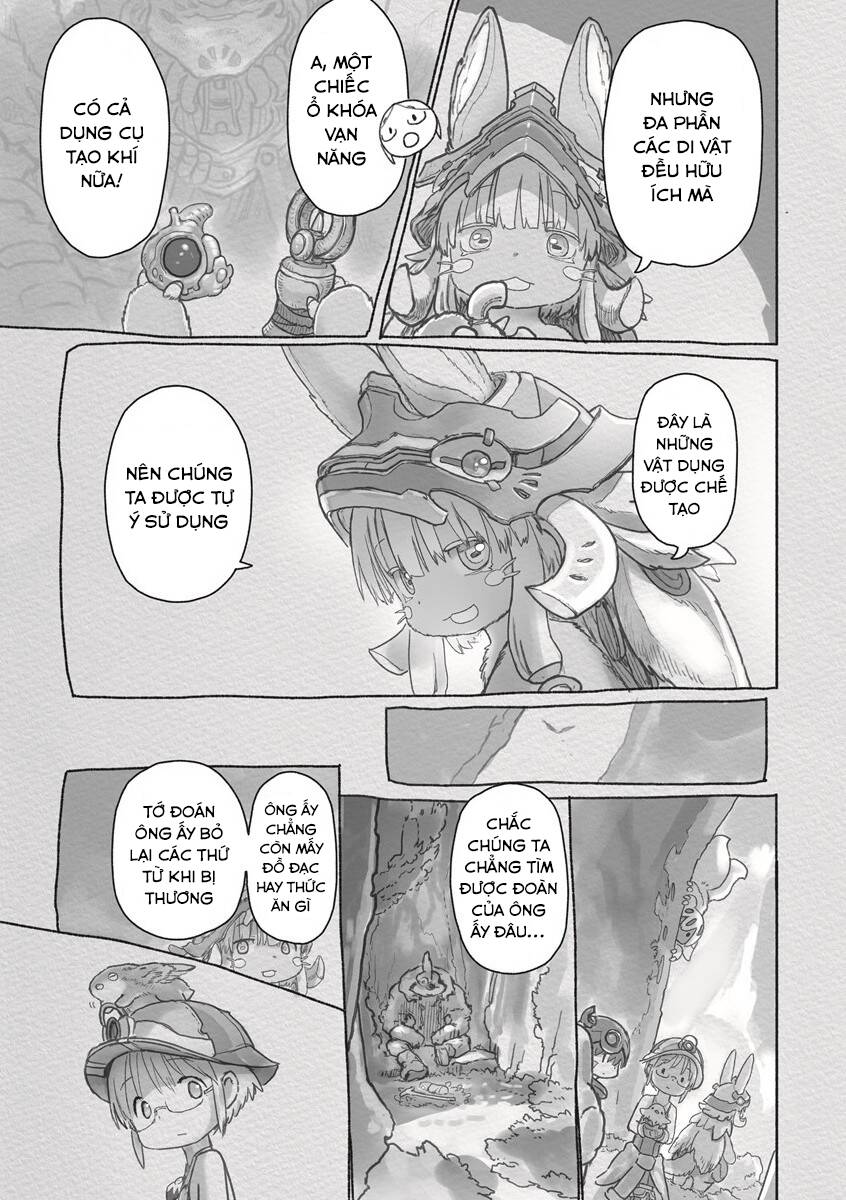 NHƯNG
ĐA PHẦN
CÁC DI VẬT
ĐỀU HỮU
ÍCH MÀ
A, MỘT
CHIẾC
Ổ KHÓA
VẠN
NĂNG
CÓ CẢ
DỤNG CỤ
TẠO KHÍ
NỮA!
ĐÂY LÀ
NHỮNG
VẬT DỤNG
ĐƯỢC CHẾ
TẠO
NÊN CHÚNG
TA ĐƯỢC TỰ
Ý SỬ DỤNG
CHẮC
CHÚNG TA
CHẲNG TÌM
ĐƯỢC ĐOÀN
CỦA ÔNG
ẤY ĐÂU...
ÔNG ẤY
CHẲNG
CÒN MẤY
ĐỒ ĐẠC
HAY THỨC
ĂN GÌ
TỚ ĐOÁN
ÔNG ẤY BỎ
LẠI CÁC THỨ
TỪ KHI BỊ
THƯƠNG